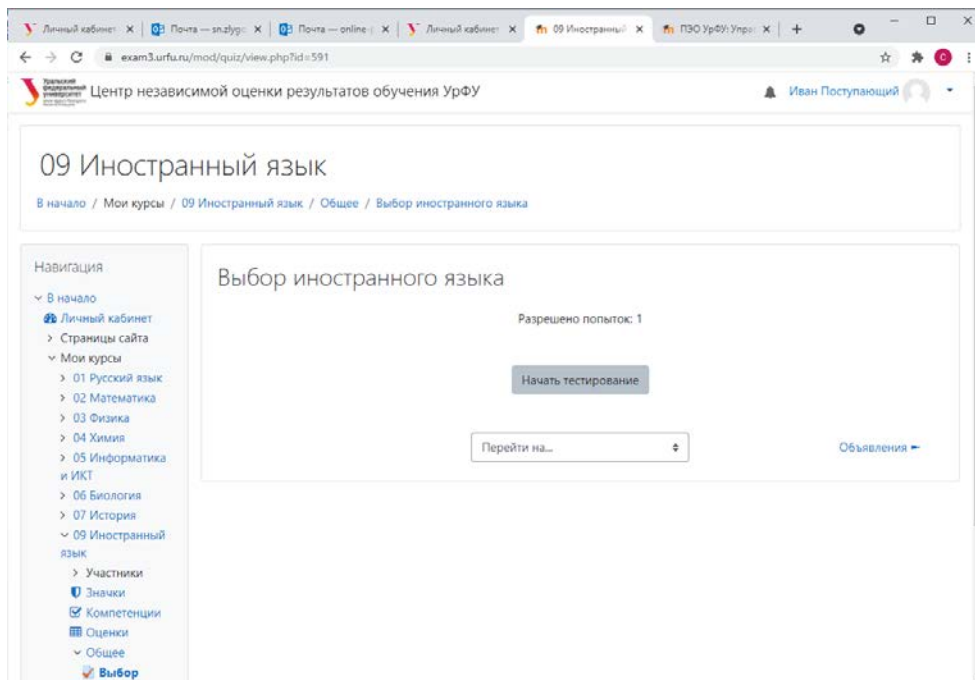 Личный кабинет
Почта — sn.zlygo
Почта — online-
Личный кабинет
09 Иностранный
ПЗО УрФУ: Упра
exam3.urfu.ru/mod/quiz/view.php?id=591
С
Уральский
федеральный
университет
Центр независимой оценки результатов обучения УрФУ
Иван Поступающий
09 Иностранный язык
В начало / Мои курсы / 09 Иностранный язык / Общее / Выбор иностранного языка
Навигация
В начало
Личный кабинет
Страницы сайта
Мои курсы
01 Русский язык
02 Математика
03 Физика
04 Химия
05 Информатика
и ИКТ
06 Биология
07 История
09 Иностранный
язык
Участники
Значки
Компетенции
Оценки
Общее
Выбор
Выбор иностранного языка
Разрешено попыток: 1
Начать тестирование
Перейти на...
Объявления